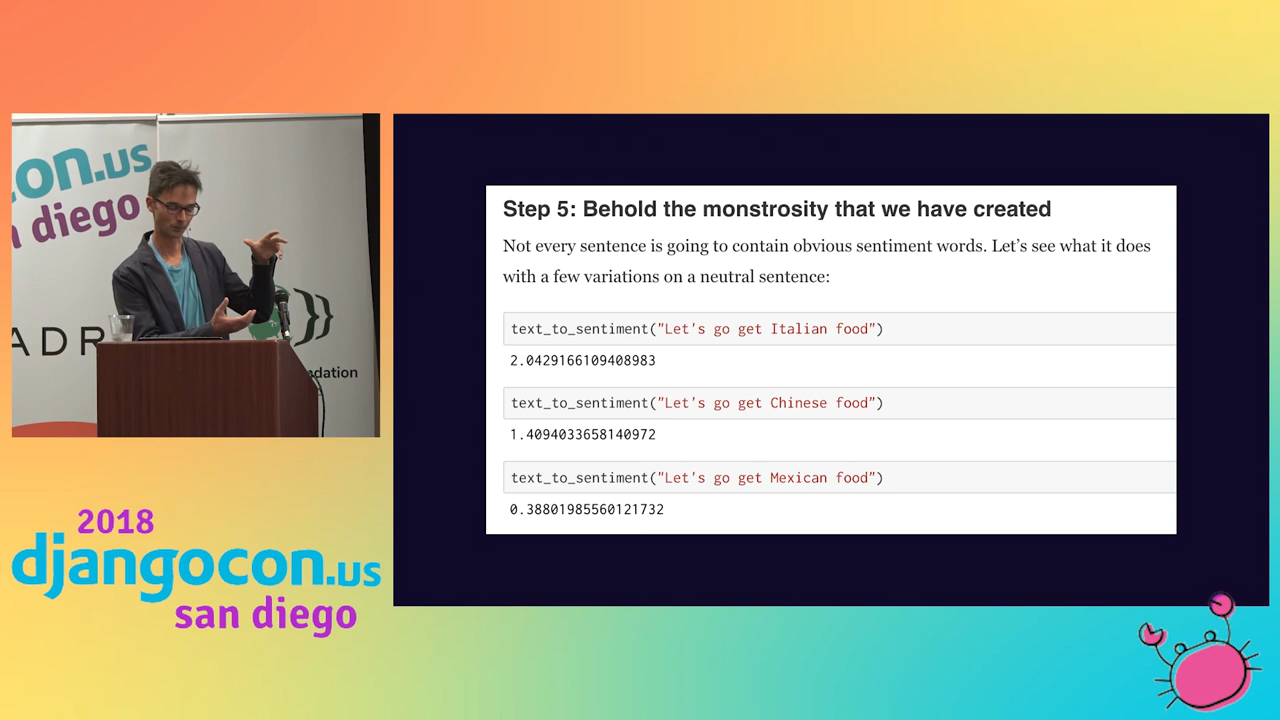 con.us
diego
ADR
ndation
2018
djangocon.us
san diego
Step 5: Behold the monstrosity that we have created
Not every sentence is going to contain obvious sentiment words. Let’s see what it does
with a few variations on a neutral sentence:
text_to_sentiment("Let's go get Italian food")
2.0429166109408983
text_to_sentiment("Let's go get Chinese food")
1.4094033658140972
text_to_sentiment("Let's go get Mexican food")
0.38801985560121732